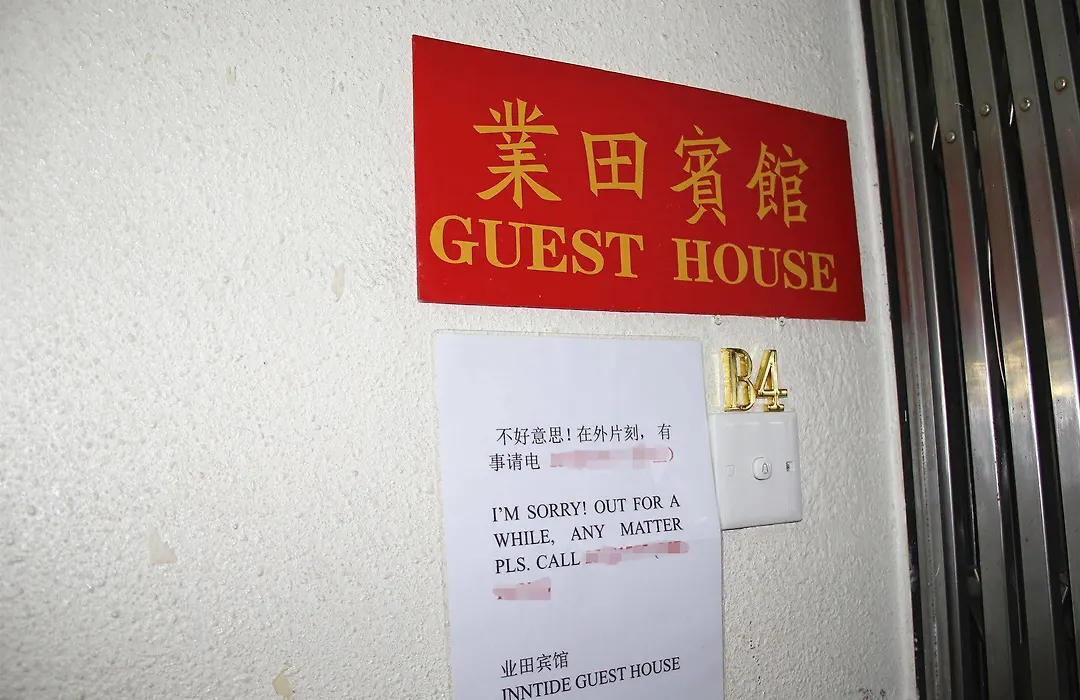 業田賓館
GUEST HOUSE
B4
不好意思！在外片刻，有
事请电
I'M SORRY! OUT FOR A
WHILE, ANY MATTER
PLS. CALL
业田宾馆
INNTIDE GUEST HOUSE